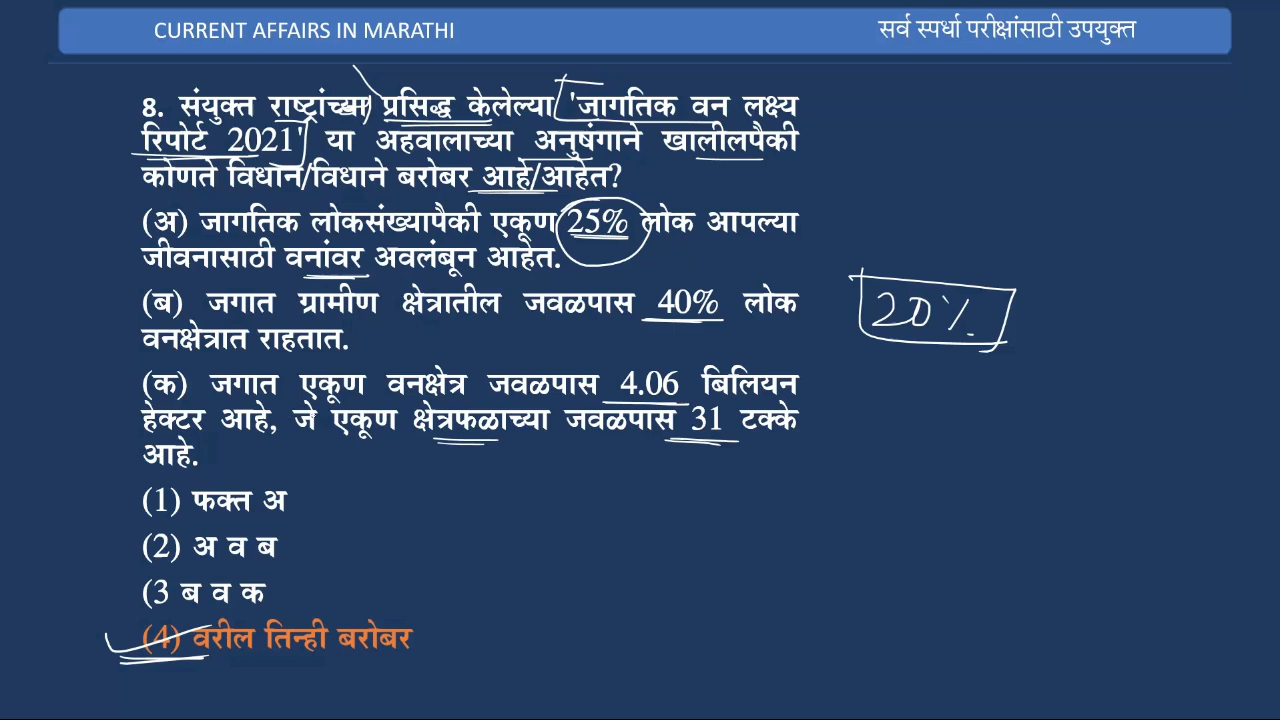 CURRENT AFFAIRS IN MARATHI
सर्व स्पर्धा परीक्षांसाठी उपयुक्त
8. संयुक्त राष्ट्रांच्या प्रसिद्ध केलेल्या 'जागतिक वन लक्ष्य
रिपोर्ट 2021' या अहवालाच्या अनुषंगाने खालीलपैकी
कोणते विधान/विधाने बरोबर आहे/आहेत?
(अ) जागतिक लोकसंख्यापैकी एकूण 25% लोक आपल्या
जीवनासाठी वनांवर अवलंबून आहेत.
(ब) जगात ग्रामीण क्षेत्रातील जवळपास 40% लोक
वनक्षेत्रात राहतात.
20%
(क) जगात एकूण वनक्षेत्र जवळपास 4.06 बिलियन
हेक्टर आहे, जे एकूण क्षेत्रफळाच्या जवळपास 31 टक्के
आहे.
(1) फक्त अ
(2) अ व ब
(3 ब व क
(4) वरील तिन्ही बरोबर